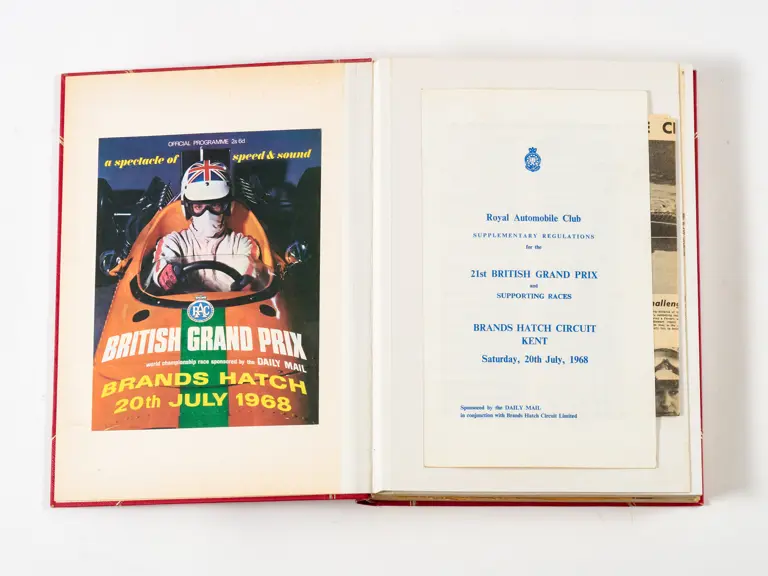 OFFICIAL PROGRAMME 2s 6d
a spectacle of speed & sound
RAC
BRITISH GRAND PRIX
world championship race sponsored by the DAILY MAIL
BRANDS HATCH
20th JULY 1968
Royal Automobile Club
SUPPLEMENTARY REGULATIONS
for the
21st BRITISH GRAND PRIX
and
SUPPORTING RACES
BRANDS HATCH CIRCUIT
KENT
Saturday, 20th July, 1968
Sponsored by the DAILY MAIL
in conjunction with Brands Hatch Circuit Limited